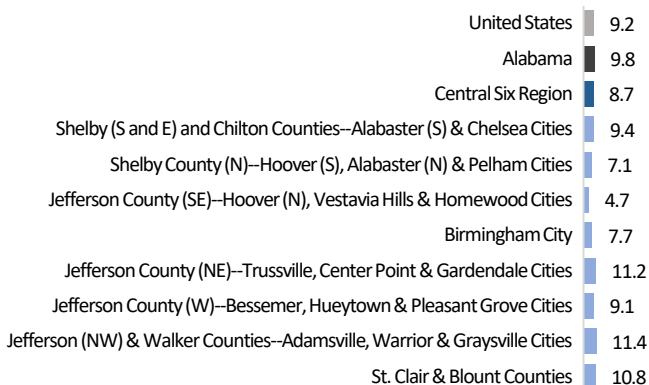 United States 9.2
Alabama 9.8
Central Six Region 8.7
Shelby (S and E) and Chilton Counties--Alabaster (S) & Chelsea Cities 9.4
Shelby County (N)--Hoover (S), Alabaster (N) & Pelham Cities 7.1
Jefferson County (SE)--Hoover (N), Vestavia Hills & Homewood Cities 4.7
Birmingham City 7.7
Jefferson County (NE)--Trussville, Center Point & Gardendale Cities 11.2
Jefferson County (W)--Bessemer, Hueytown & Pleasant Grove Cities 9.1
Jefferson (NW) & Walker Counties--Adamsville, Warrior & Graysville Cities 11.4
St. Clair & Blount Counties 10.8